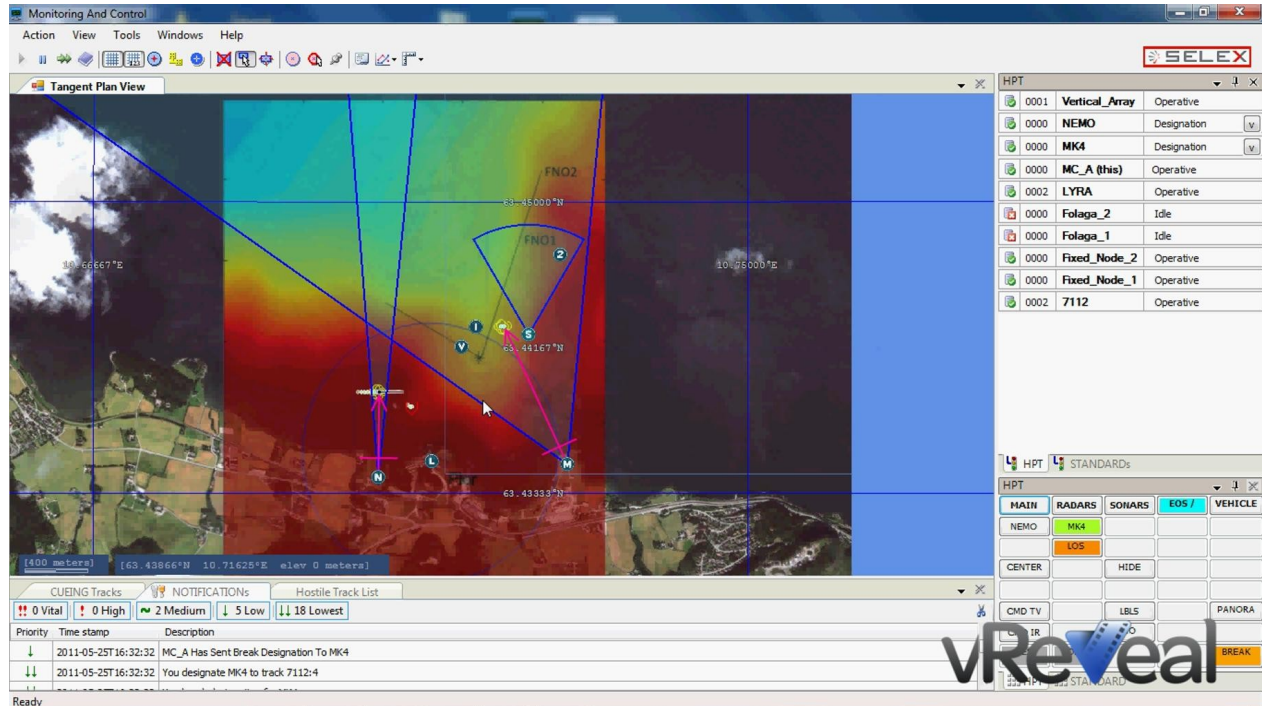 Monitoring And Control
Action View Tools Windows Help
SELEX
Tangent Plan View
HPT
0001 Vertical_Array Operative
0000 NEMO Designation v
0000 MK4 Designation v
0000 MC_A (this) Operative
0002 LYRA Operative
0000 Folaga_2 Idle
0000 Folaga_1 Idle
0000 Fixed_Node_2 Operative
0000 Fixed_Node_1 Operative
0002 7112 Operative
FNO2
63.45000°N
FNO1
2
10.66667°E
10.75000°E
I
S
V
63.44167°N
L
M
N
63.43333°N
[400 meters] [63.43866°N 10.71625°E elev 0 meters]
HPT STANDARDs
HPT
MAIN RADARS SONARS EOS / VEHICLE
NEMO MK4
LOS
CENTER HIDE
CMD TV LBLS PANORA
IR
BREAK
HPT STANDARD
CUEING Tracks NOTIFICATIONs Hostile Track List
0 Vital 0 High 2 Medium 5 Low 18 Lowest
Priority Time stamp Description
2011-05-25T16:32:32 MC_A Has Sent Break Designation To MK4
2011-05-25T16:32:32 You designate MK4 to track 7112:4
vReveal
Ready